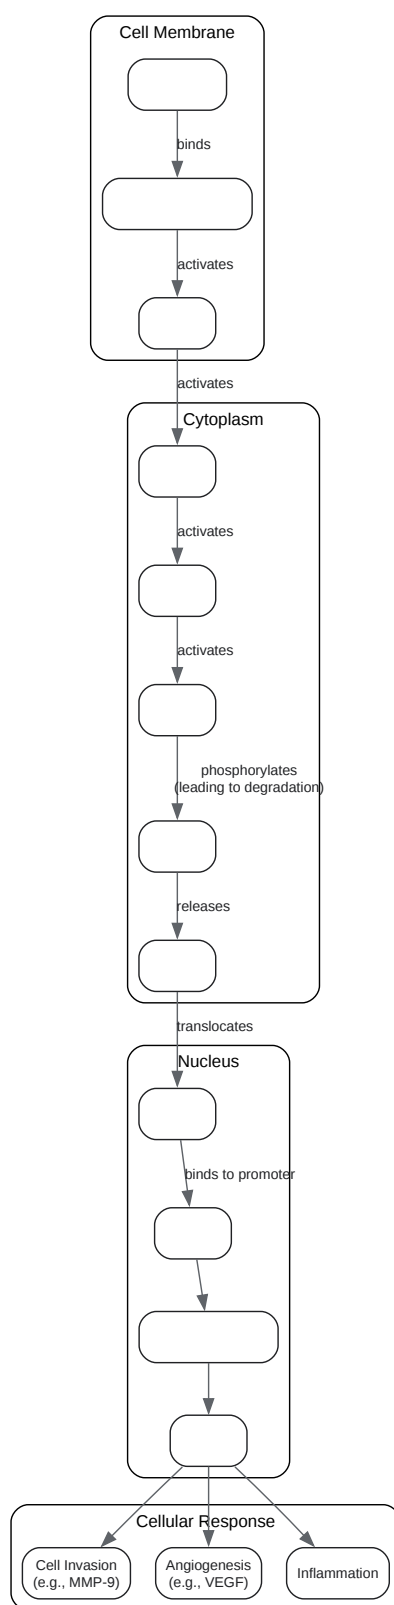 Cell Membrane
binds
activates
activates
Cytoplasm
activates
activates
phosphorylates
(leading to degradation)
releases
translocates
Nucleus
binds to promoter
Cellular Response
Cell Invasion
(e.g., MMP-9)
Angiogenesis
(e.g., VEGF)
Inflammation